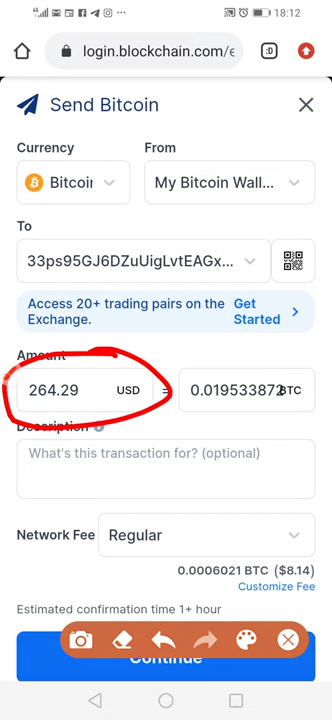 18:12
login.blockchain.com/e
:D
Send Bitcoin
Currency
From
Bitcoin
My Bitcoin Wall...
To
33ps95GJ6DZuUigLvtEAGx...
Access 20+ trading pairs on the Exchange.
Get Started
Amount
264.29 USD = 0.019533872 BTC
Description
What's this transaction for? (optional)
Network Fee
Regular
0.0006021 BTC ($8.14)
Customize Fee
Estimated confirmation time 1+ hour
Continue